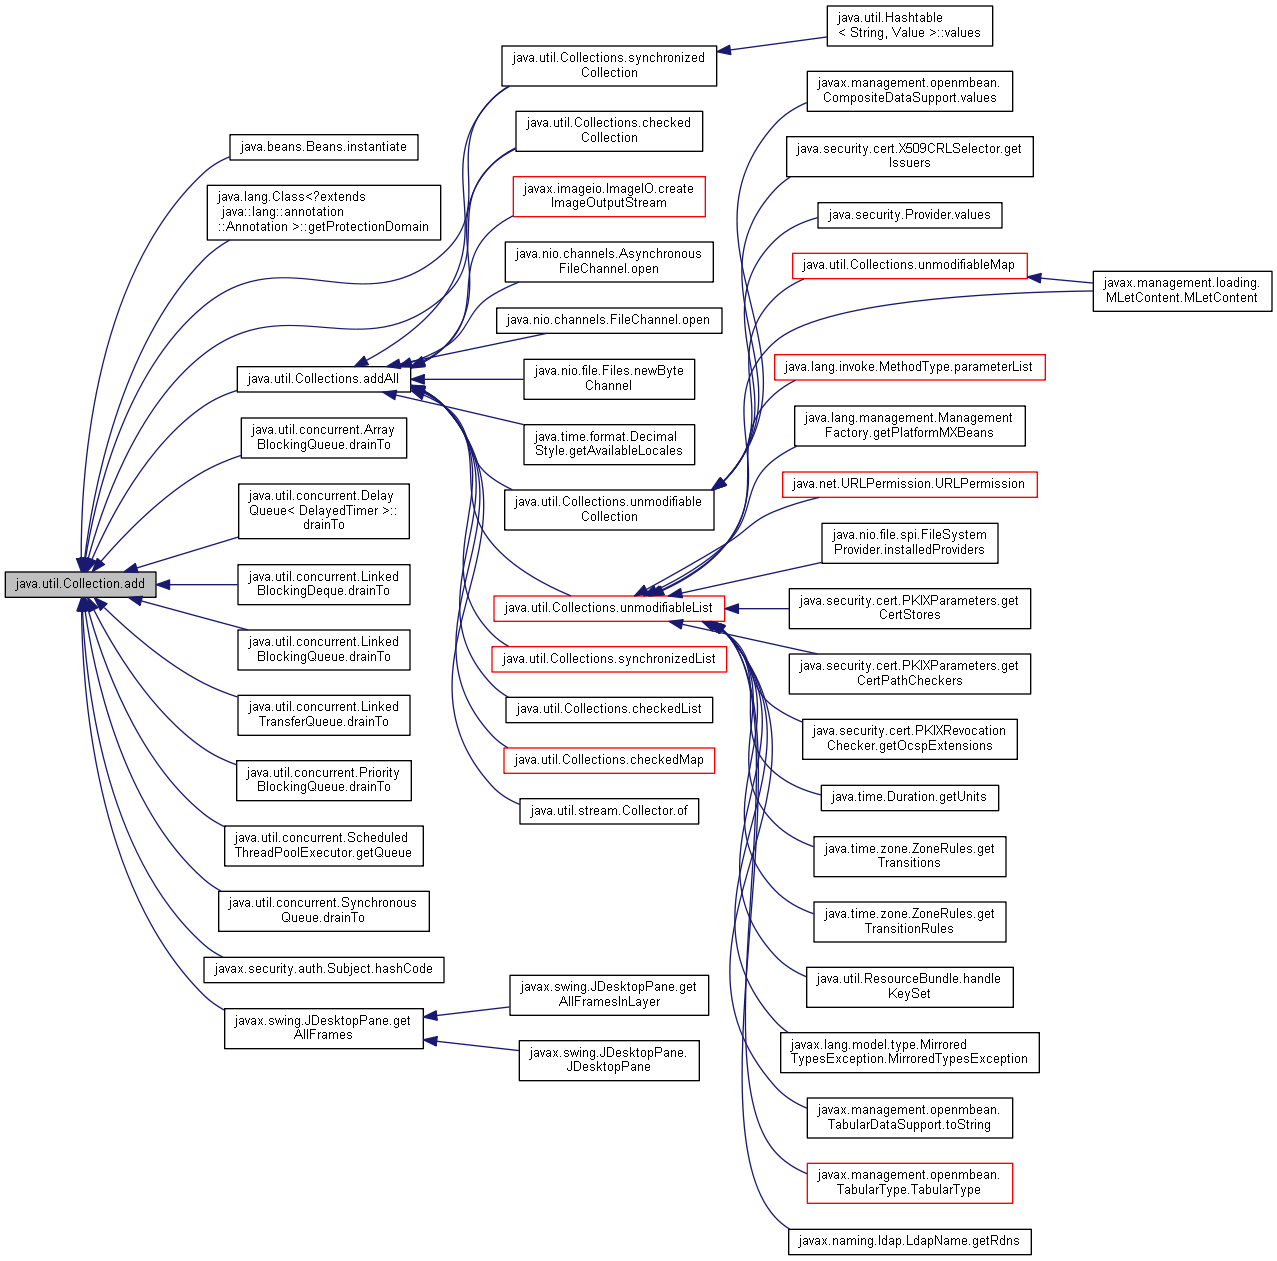 java.util.Collection.add
java.beans.Beans.instantiate
java.lang.Class<?extends
java::lang::annotation
::Annotation >::getProtectionDomain
java.util.Collections.addAll
java.util.concurrent.Array
BlockingQueue.drainTo
java.util.concurrent.Delay
Queue< DelayedTimer >::
drainTo
java.util.concurrent.Linked
BlockingDeque.drainTo
java.util.concurrent.Linked
BlockingQueue.drainTo
java.util.concurrent.Linked
TransferQueue.drainTo
java.util.concurrent.Priority
BlockingQueue.drainTo
java.util.concurrent.Scheduled
ThreadPoolExecutor.getQueue
java.util.concurrent.Synchronous
Queue.drainTo
javax.security.auth.Subject.hashCode
javax.swing.JDesktopPane.get
AllFrames
java.util.Collections.synchronized
Collection
java.util.Collections.checked
Collection
javax.imageio.ImageIO.create
ImageOutputStream
java.nio.channels.Asynchronous
FileChannel.open
java.nio.channels.FileChannel.open
java.nio.file.Files.newByte
Channel
java.time.format.Decimal
Style.getAvailableLocales
java.util.Collections.unmodifiable
Collection
java.util.Collections.unmodifiableList
java.util.Collections.synchronizedList
java.util.Collections.checkedList
java.util.Collections.checkedMap
java.util.stream.Collector.of
javax.swing.JDesktopPane.get
AllFramesInLayer
javax.swing.JDesktopPane.
JDesktopPane
java.util.Hashtable
< String, Value >::values
javax.management.openmbean.
CompositeDataSupport.values
java.security.cert.X509CRLSelector.get
Issuers
java.security.Provider.values
java.util.Collections.unmodifiableMap
javax.management.loading.
MLetContent.MLetContent
java.lang.invoke.MethodType.parameterList
java.lang.management.Management
Factory.getPlatformMXBeans
java.net.URLPermission.URLPermission
java.nio.file.spi.FileSystem
Provider.installedProviders
java.security.cert.PKIXParameters.get
CertStores
java.security.cert.PKIXParameters.get
CertPathCheckers
java.security.cert.PKIXRevocation
Checker.getOcspExtensions
java.time.Duration.getUnits
java.time.zone.ZoneRules.get
Transitions
java.time.zone.ZoneRules.get
TransitionRules
java.util.ResourceBundle.handle
KeySet
javax.lang.model.type.Mirrored
TypesException.MirroredTypesException
javax.management.openmbean.
TabularDataSupport.toString
javax.management.openmbean.
TabularType.TabularType
javax.naming.ldap.LdapName.getRdns